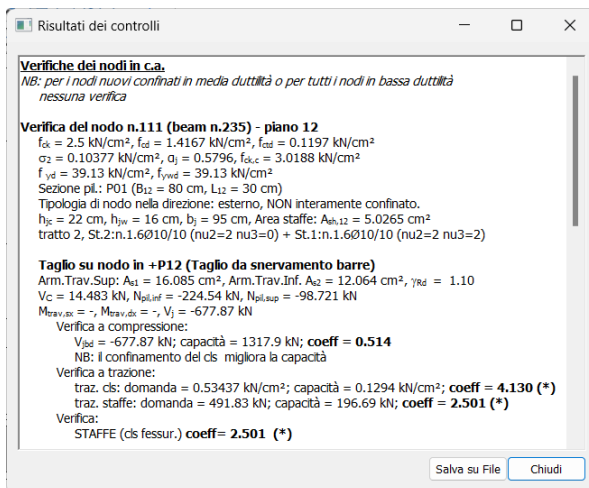 Risultati dei controlli
Verifiche dei nodi in c.a.
NB: per i nodi nuovi confinati in media duttilità o per tutti i nodi in bassa duttilità
nessuna verifica
Verifica del nodo n.111 (beam n.235) - piano 12
fck = 2.5 kN/cm², fcd = 1.4167 kN/cm², fctd = 0.1197 kN/cm²
σ2 = 0.10377 kN/cm², αj = 0.5796, fck,c = 3.0188 kN/cm²
f yd = 39.13 kN/cm², fywd = 39.13 kN/cm²
Sezione pil.: P01 (B12 = 80 cm, L12 = 30 cm)
Tipologia di nodo nella direzione: esterno, NON interamente confinato.
hjc = 22 cm, hjw = 16 cm, bj = 95 cm, Area staffe: Ash,12 = 5.0265 cm²
tratto 2, St.2:n.1.6Ø10/10 (nu2=2 nu3=0) + St.1:n.1.6Ø10/10 (nu2=2 nu3=2)
Taglio su nodo in +P12 (Taglio da snervamento barre)
Arm.Trav.Sup: As1 = 16.085 cm², Arm.Trav.Inf. As2 = 12.064 cm², γRd = 1.10
VC = 14.483 kN, Npil,inf = -224.54 kN, Npil,sup = -98.721 kN
Mtrav,sx = -, Mtrav,dx = -, Vj = -677.87 kN
Verifica a compressione:
Vjbd = -677.87 kN; capacità = 1317.9 kN; coeff = 0.514
NB: il confinamento del cls migliora la capacità
Verifica a trazione:
traz. cls: domanda = 0.53437 kN/cm²; capacità = 0.1294 kN/cm²; coeff = 4.130 (*)
traz. staffe: domanda = 491.83 kN; capacità = 196.69 kN; coeff = 2.501 (*)
Verifica:
STAFFE (cls fessur.) coeff= 2.501 (*)
Salva su File
Chiudi